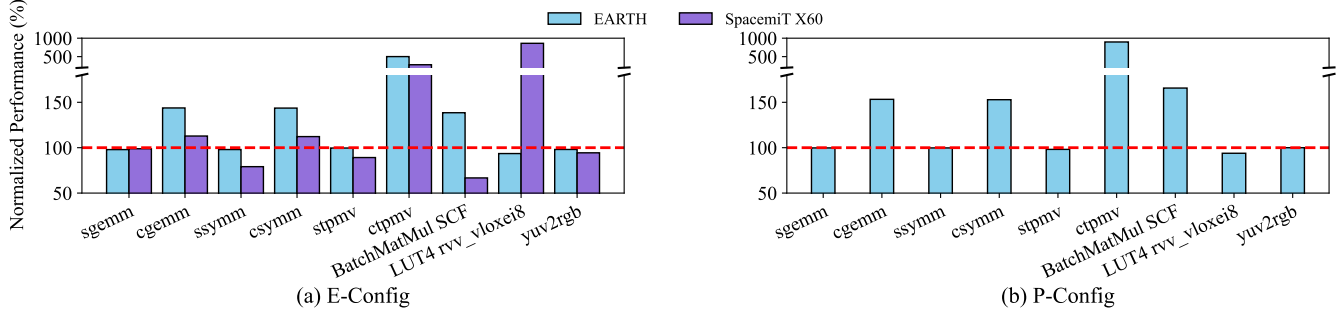 EARTH
SpacemiT X60
Normalized Performance (%)
1000
500
150
100
50
sgemm
cgemm
ssymm
csymm
stpmv
ctpmv
BatchMatMul SCF
LUT4 rvv_vloxei8
yuv2rgb
(a) E-Config
1000
500
150
100
50
sgemm
cgemm
ssymm
csymm
stpmv
ctpmv
BatchMatMul SCF
LUT4 rvv_vloxei8
yuv2rgb
(b) P-Config